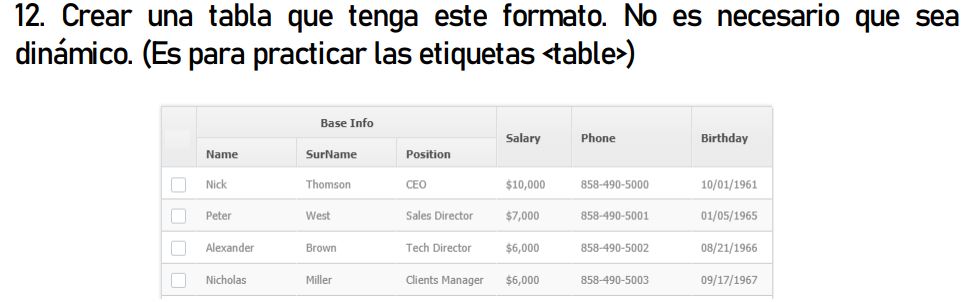 12. Crear una tabla que tenga este formato. No es necesario que sea
dinámico. (Es para practicar las etiquetas <table>)
Base Info
Salary Phone Birthday
Name SurName Position
Nick Thomson CEO $10,000 858-490-5000 10/01/1961
Peter West Sales Director $7,000 858-490-5001 01/05/1965
Alexander Brown Tech Director $6,000 858-490-5002 08/21/1966
Nicholas Miller Clients Manager $6,000 858-490-5003 09/17/1967